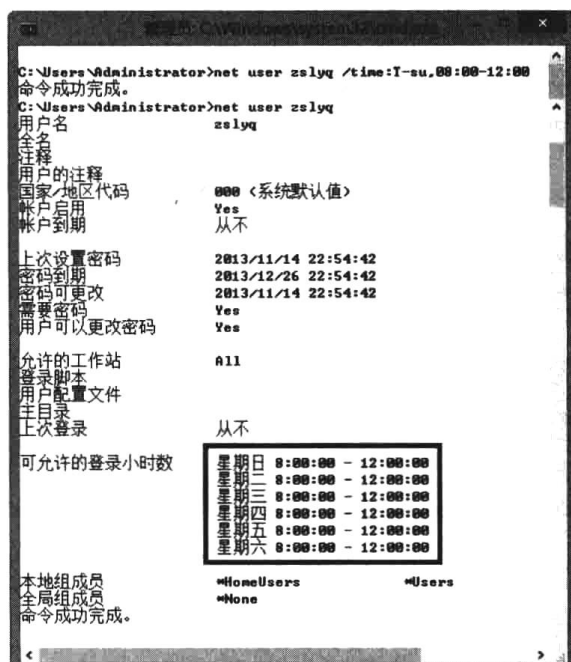 C:\Users\Administrator>net user zslyq /time:T-su,08:00-12:00
命令成功完成。
C:\Users\Administrator>net user zslyq
用户名 zslyq
全名
注释
用户的注释
国家/地区代码 000 (系统默认值)
帐户启用 Yes
帐户到期 从不
上次设置密码 2013/11/14 22:54:42
密码到期 2013/12/26 22:54:42
密码可更改 2013/11/14 22:54:42
需要密码 Yes
用户可以更改密码 Yes
允许的工作站 All
登录脚本
用户配置文件
主目录
上次登录 从不
可允许的登录小时数 星期日 8:00:00 - 12:00:00
星期二 8:00:00 - 12:00:00
星期三 8:00:00 - 12:00:00
星期四 8:00:00 - 12:00:00
星期五 8:00:00 - 12:00:00
星期六 8:00:00 - 12:00:00
本地组成员 *HomeUsers *Users
全局组成员 *None
命令成功完成。